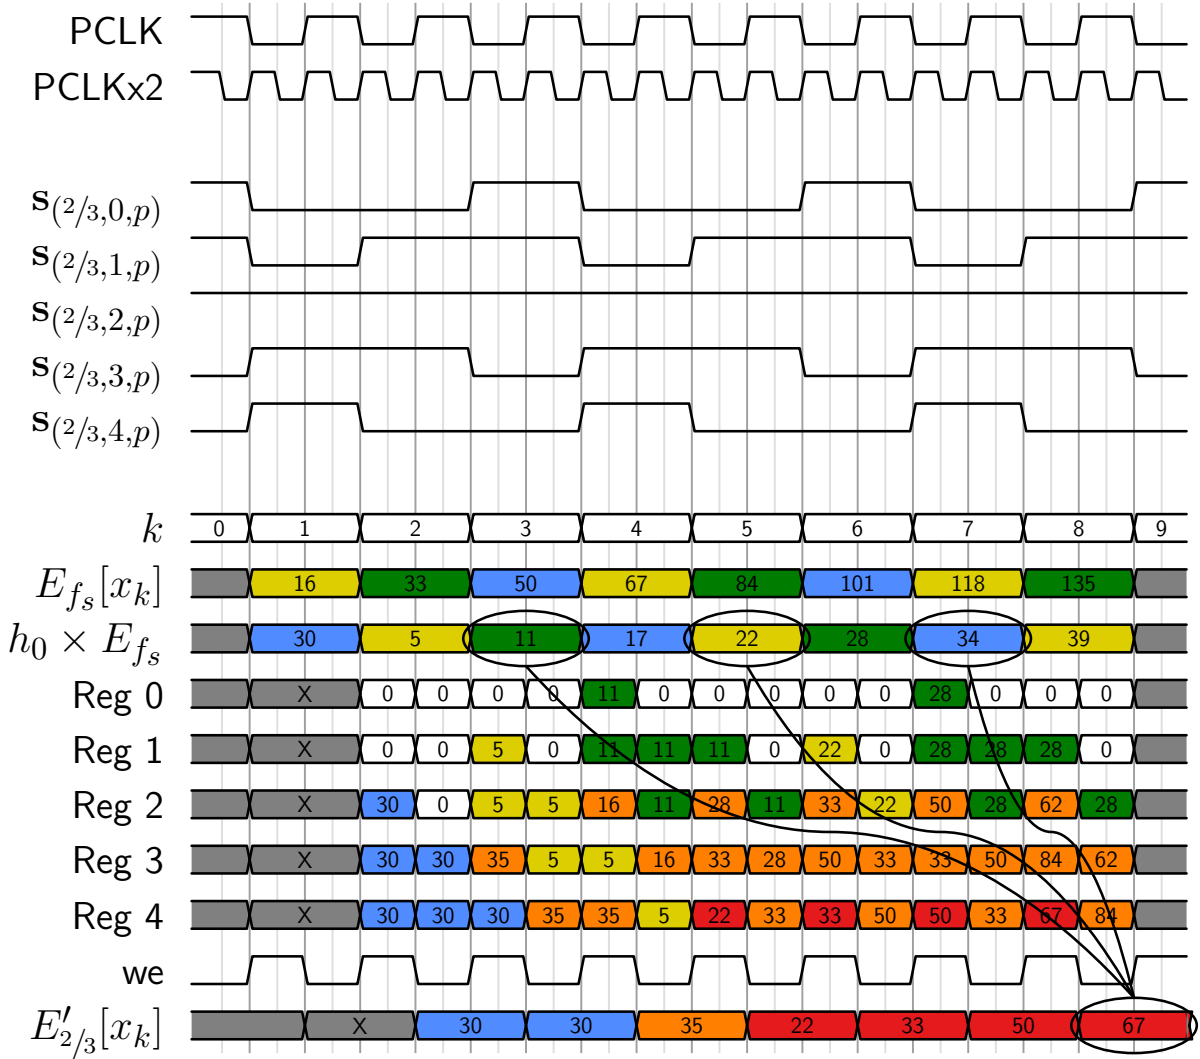 PCLK
PCLKx2
s(2/3,0,p)
s(2/3,1,p)
s(2/3,2,p)
s(2/3,3,p)
s(2/3,4,p)
k 0 1 2 3 4 5 6 7 8 9
E_{f_s}[x_k] 16 33 50 67 84 101 118 135
h_0 × E_{f_s} 30 5 11 17 22 28 34 39
Reg 0 X 0 0 0 0 11 0 0 0 0 0 28 0 0 0
Reg 1 X 0 0 5 0 11 11 11 0 22 0 28 28 28 0
Reg 2 X 30 0 5 5 16 11 28 11 33 22 50 28 62 28
Reg 3 X 30 30 35 5 5 16 33 28 50 33 33 50 84 62
Reg 4 X 30 30 30 35 35 5 22 33 33 50 50 33 67 84
we
E'_{2/3}[x_k] X 30 30 35 22 33 50 67